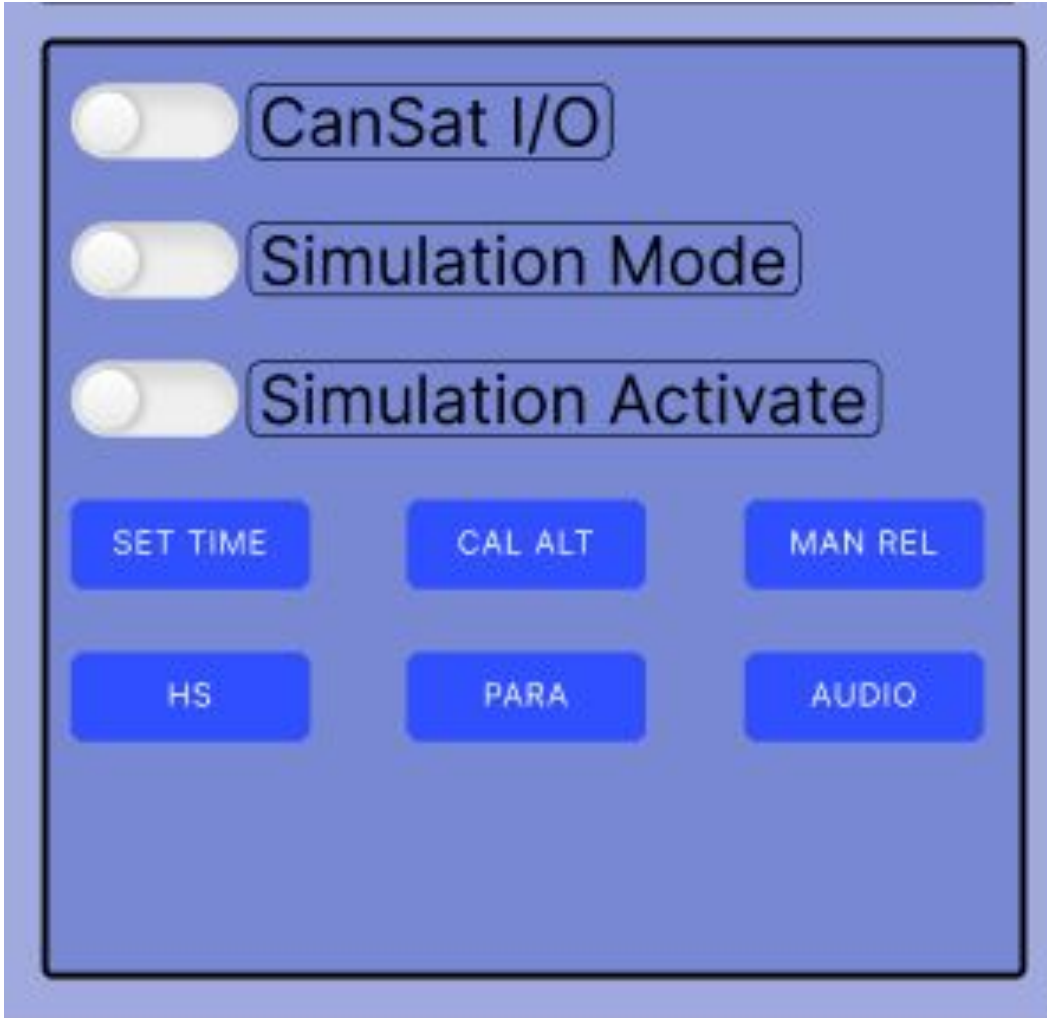 CanSat I/O
Simulation Mode
Simulation Activate
SET TIME CAL ALT MAN REL
HS PARA AUDIO